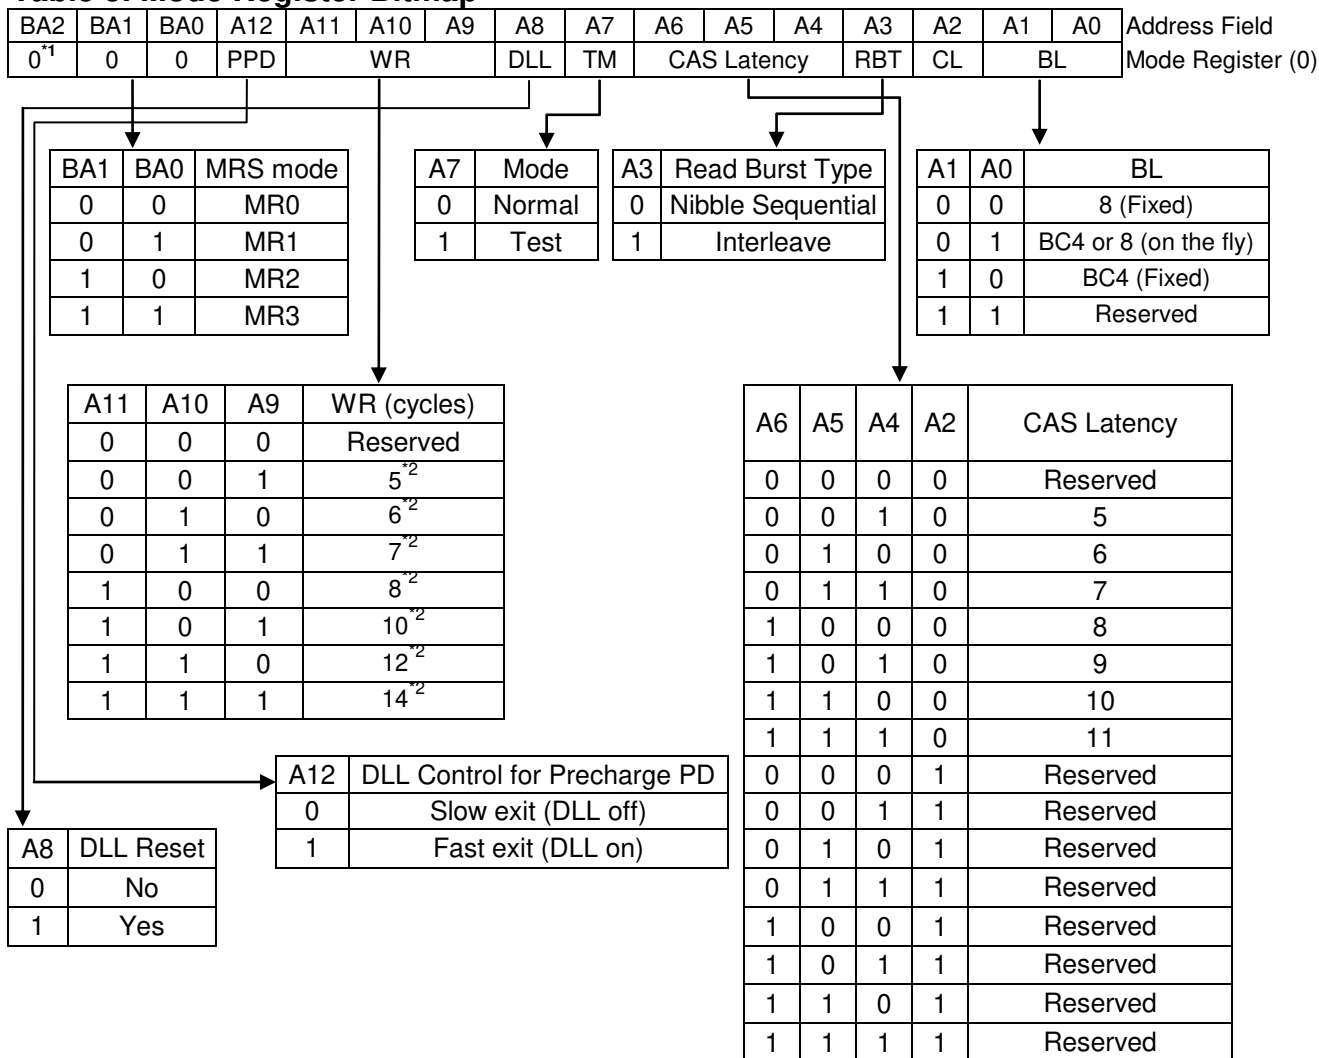 BA2 BA1 BA0 A12 A11 A10 A9 A8 A7 A6 A5 A4 A3 A2 A1 A0 Address Field
0*1 0 0 PPD WR DLL TM CAS Latency RBT CL BL Mode Register (0)
BA1 BA0 MRS mode
0 0 MR0
0 1 MR1
1 0 MR2
1 1 MR3
A7 Mode
0 Normal
1 Test
A3 Read Burst Type
0 Nibble Sequential
1 Interleave
A1 A0 BL
0 0 8 (Fixed)
0 1 BC4 or 8 (on the fly)
1 0 BC4 (Fixed)
1 1 Reserved
A11 A10 A9 WR (cycles)
0 0 0 Reserved
0 0 1 5*2
0 1 0 6*2
0 1 1 7*2
1 0 0 8*2
1 0 1 10*2
1 1 0 12*2
1 1 1 14*2
A6 A5 A4 A2 CAS Latency
0 0 0 0 Reserved
0 0 1 0 5
0 1 0 0 6
0 1 1 0 7
1 0 0 0 8
1 0 1 0 9
1 1 0 0 10
1 1 1 0 11
0 0 0 1 Reserved
0 0 1 1 Reserved
0 1 0 1 Reserved
0 1 1 1 Reserved
1 0 0 1 Reserved
1 0 1 1 Reserved
1 1 0 1 Reserved
1 1 1 1 Reserved
A12 DLL Control for Precharge PD
0 Slow exit (DLL off)
1 Fast exit (DLL on)
A8 DLL Reset
0 No
1 Yes